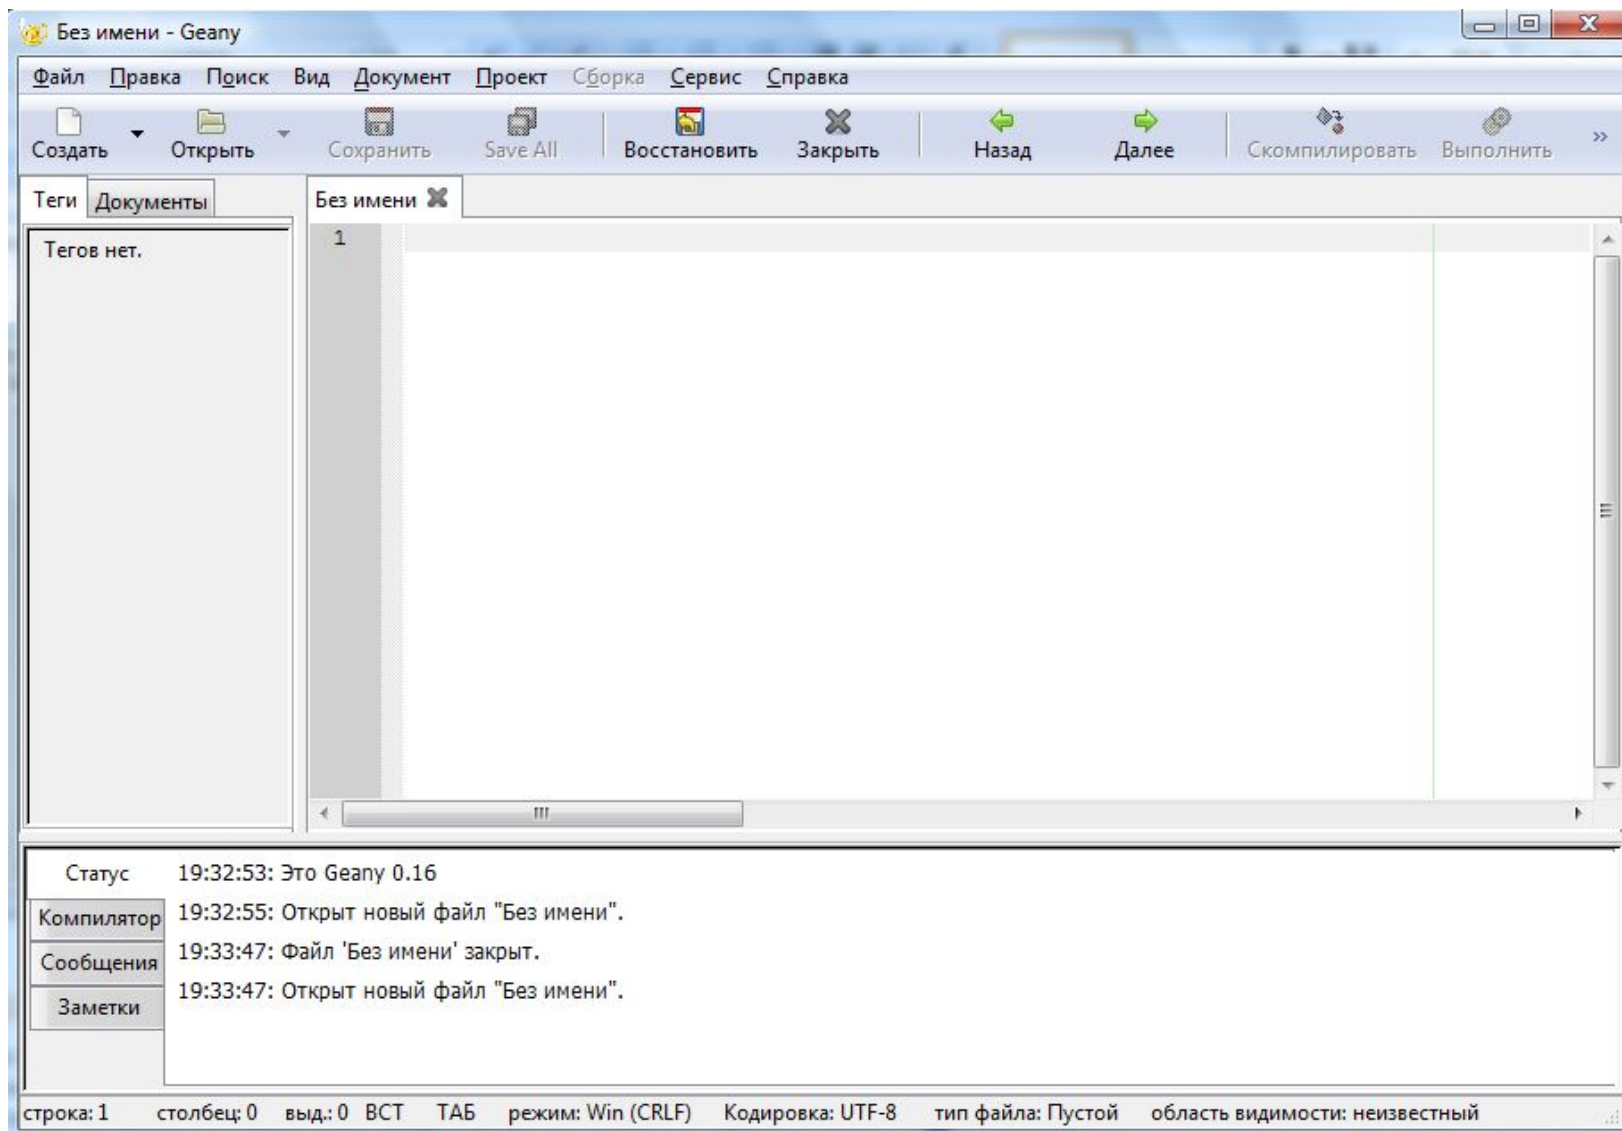 Без имени - Geany
Файл Правка Поиск Вид Документ Проект Сборка Сервис Справка
Создать Открыть Сохранить Save All Восстановить Закрыть Назад Далее Скомпилировать Выполнить »
Теги Документы Без имени
Тегов нет.
1
Статус
Компилятор
Сообщения
Заметки
19:32:53: Это Geany 0.16
19:32:55: Открыт новый файл "Без имени".
19:33:47: Файл 'Без имени' закрыт.
19:33:47: Открыт новый файл "Без имени".
строка: 1 столбец: 0 выд.: 0 ВСТ ТАБ режим: Win (CRLF) Кодировка: UTF-8 тип файла: Пустой область видимости: неизвестный